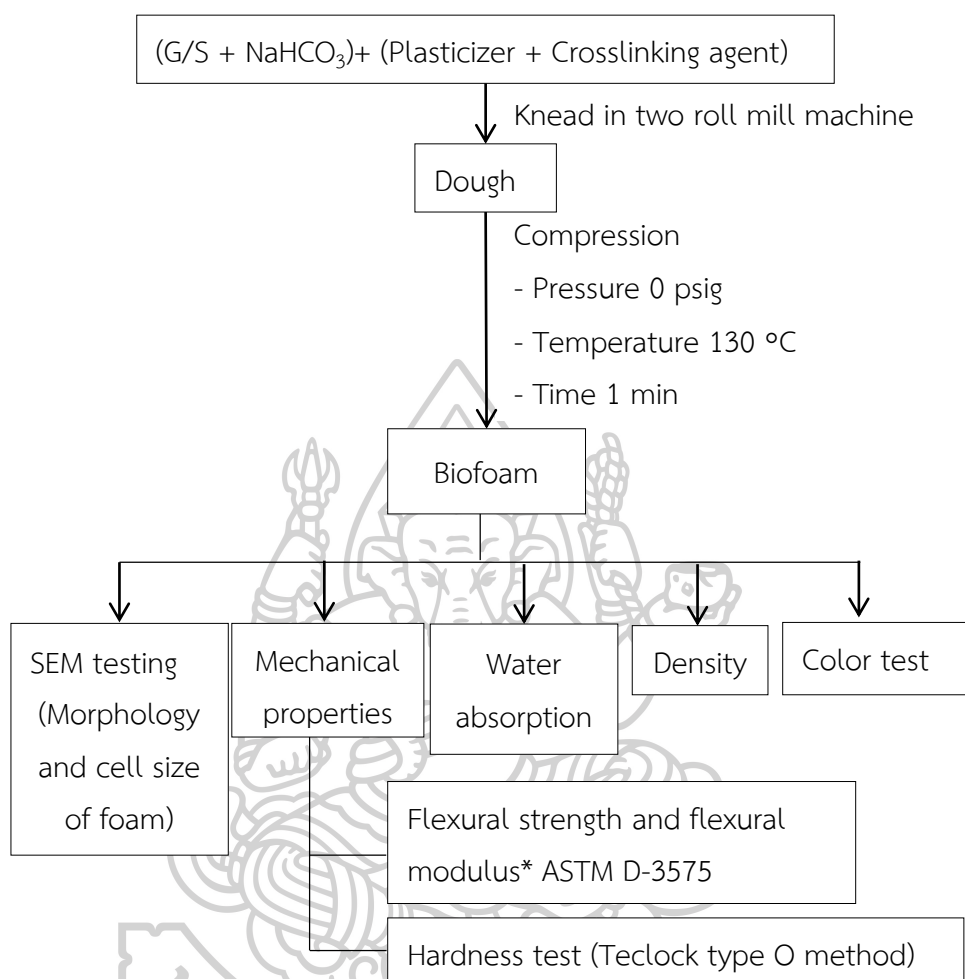 (G/S + NaHCO₃)+ (Plasticizer + Crosslinking agent)
Knead in two roll mill machine
Dough
Compression
- Pressure 0 psig
- Temperature 130 °C
- Time 1 min
Biofoam
SEM testing
(Morphology
and cell size
of foam)
Mechanical
properties
Water
absorption
Density
Color test
Flexural strength and flexural
modulus* ASTM D-3575
Hardness test (Teclock type O method)